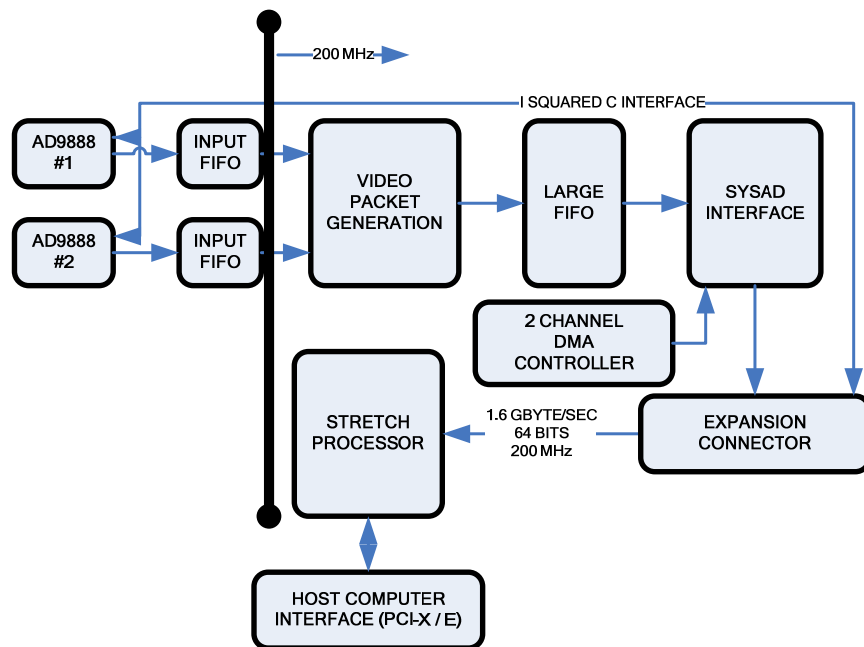 200 MHz
I SQUARED C INTERFACE
AD9888
#1
INPUT
FIFO
VIDEO
PACKET
GENERATION
LARGE
FIFO
SYSAD
INTERFACE
AD9888
#2
INPUT
FIFO
2 CHANNEL
DMA
CONTROLLER
STRETCH
PROCESSOR
1.6 GBYTE/SEC
64 BITS
200 MHz
EXPANSION
CONNECTOR
HOST COMPUTER
INTERFACE (PCI-X / E)